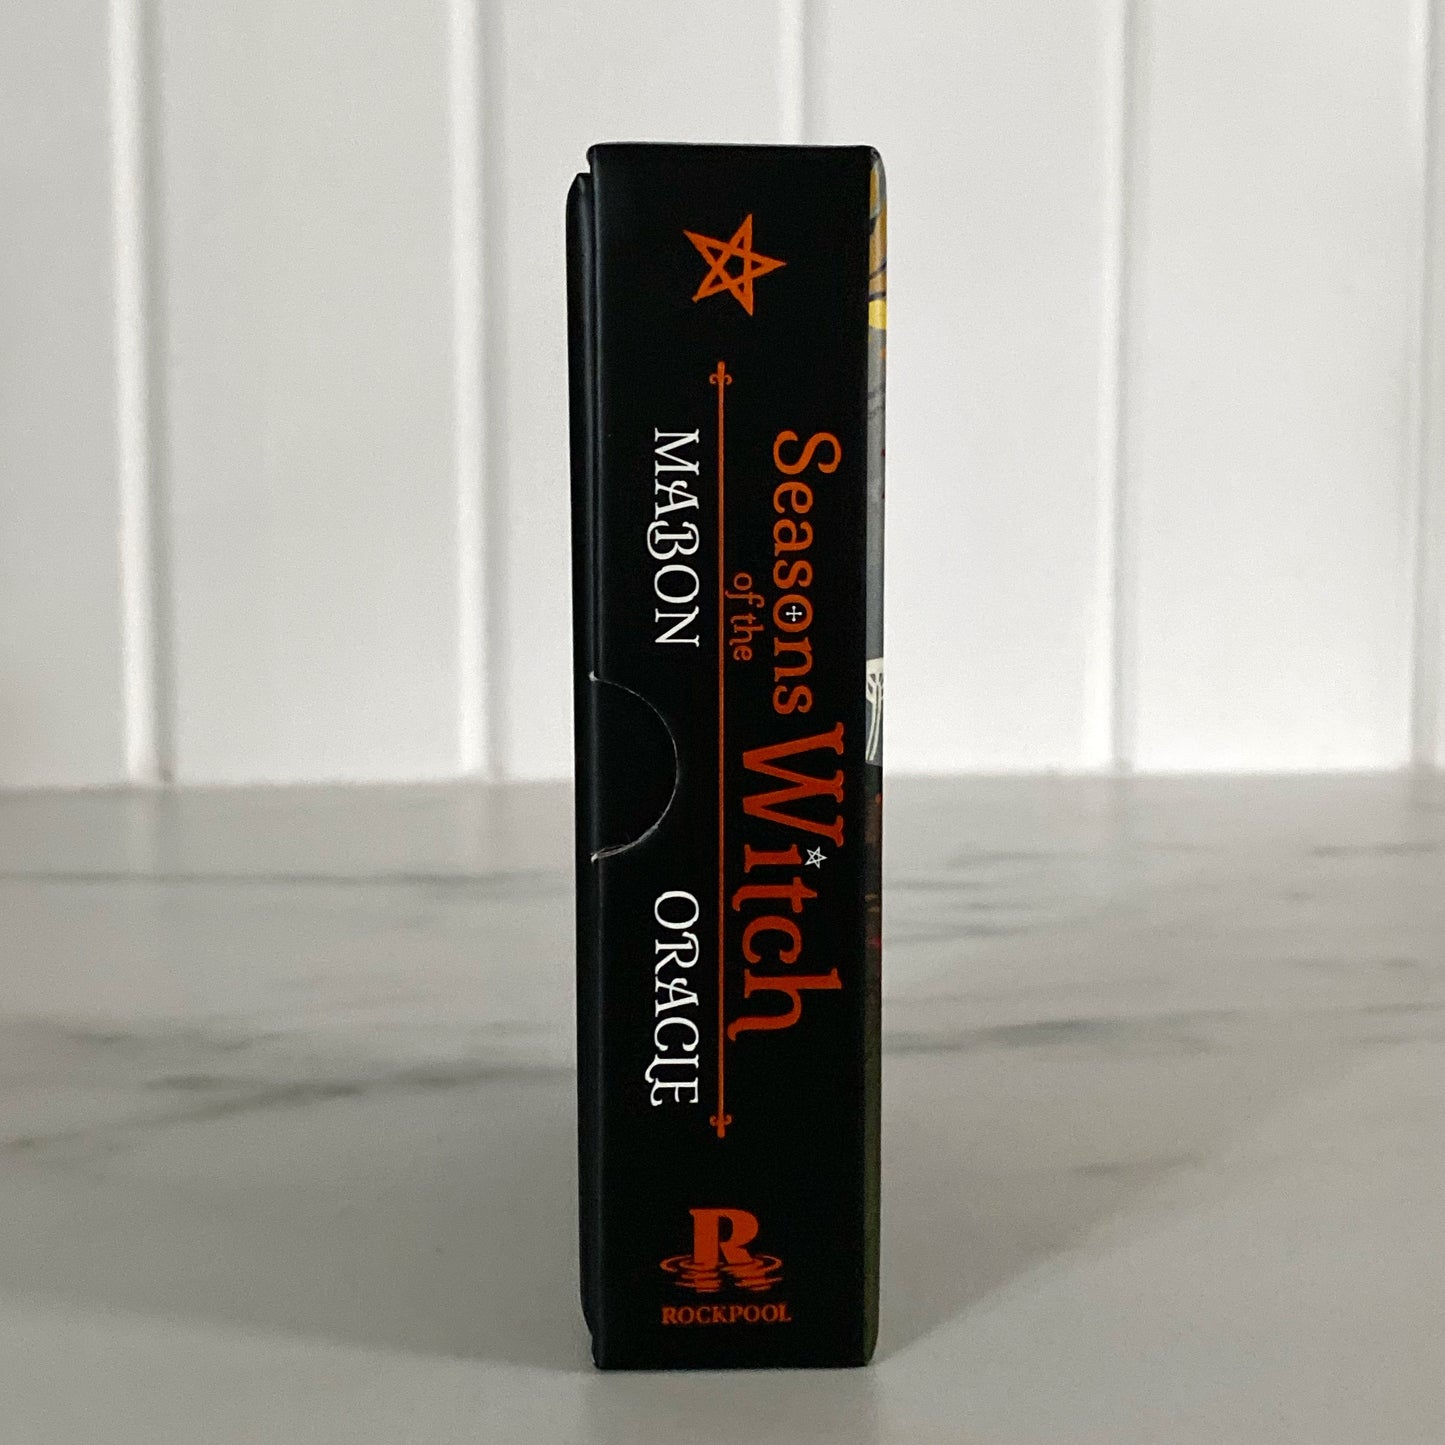 Seasons
of the
Witch
MABON ORACLE
ROCKPOOL